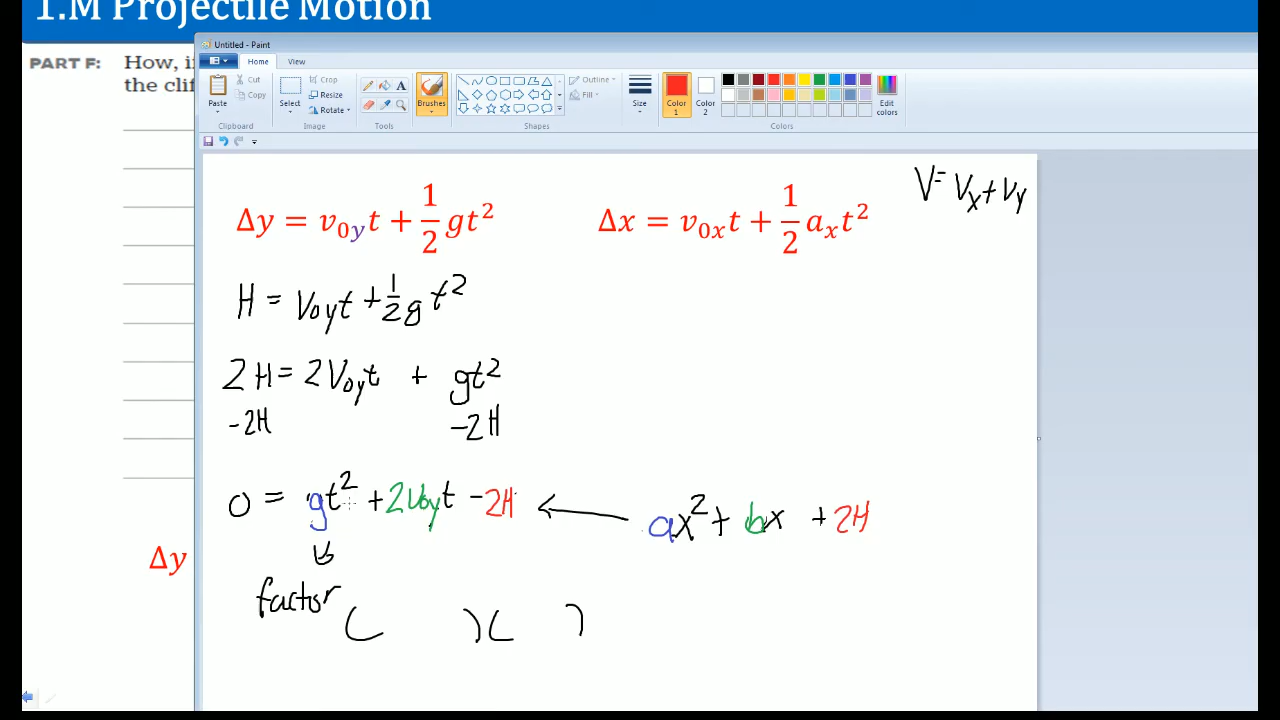 1.M Projectile Motion
PART F:
How, i
the clif
Untitled - Paint
Home
View
Paste
Cut
Copy
Clipboard
Select
Crop
Resize
Rotate
Image
A
Tools
Brushes
Shapes
Outline
Fill
Size
Color 1
Color 2
Edit colors
Colors
V = Vx + Vy
Δy = v₀yt + 1/2 gt²
Δx = v₀ₓt + 1/2 aₓt²
H = V₀yt + 1/2 g t²
2H = 2V₀yt + gt²
-2H -2H
0 = gt² + 2V₀yt - 2H
ax² + bx + 2H
Δy
factor ( )( )